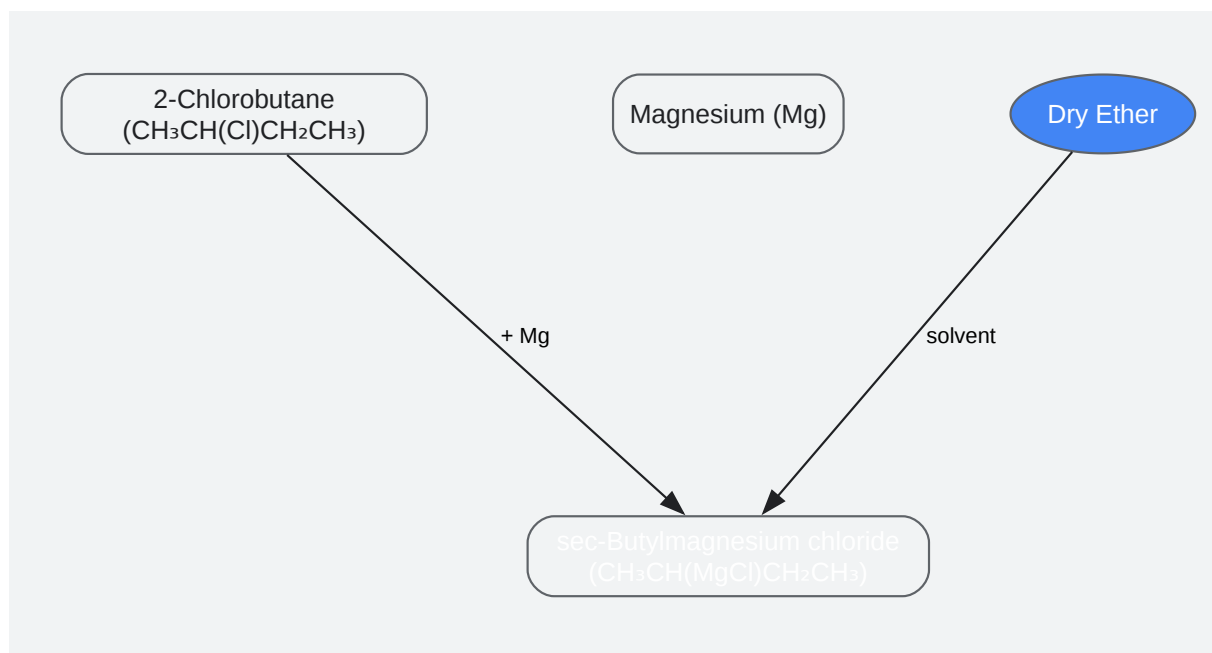 2-Chlorobutane
(CH₃CH(Cl)CH₂CH₃)
Magnesium (Mg)
Dry Ether
+ Mg
solvent
sec-Butylmagnesium chloride
(CH₃CH(MgCl)CH₂CH₃)